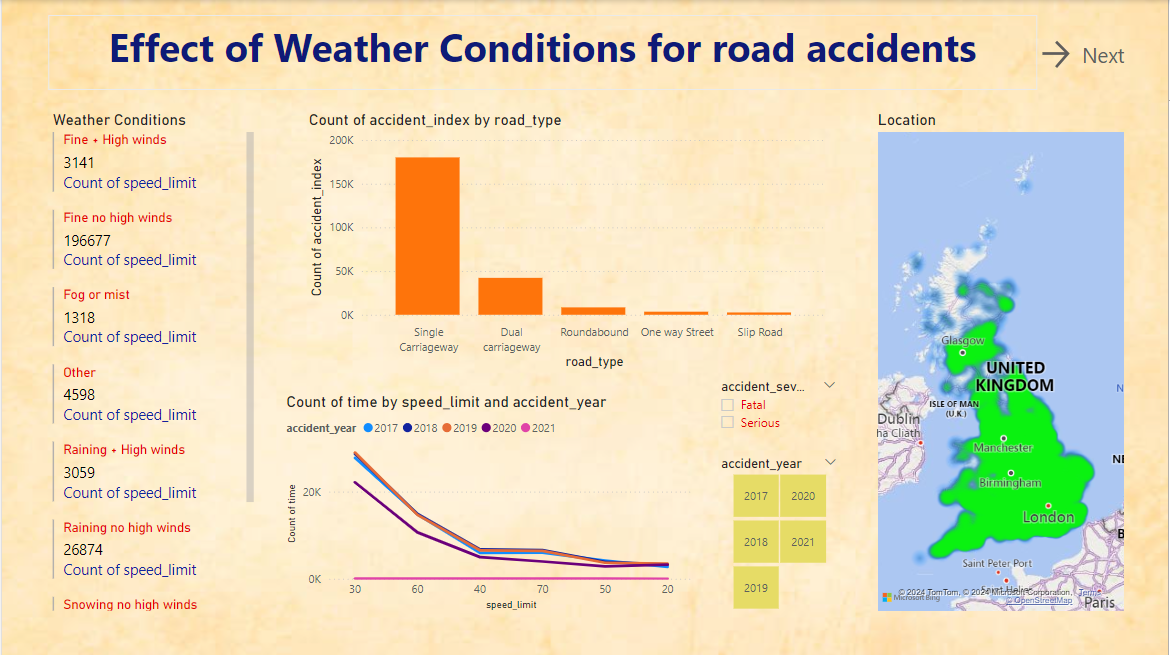 Effect of Weather Conditions for road accidents
Next
Weather Conditions
Fine + High winds
3141
Count of speed_limit
Fine no high winds
196677
Count of speed_limit
Fog or mist
1318
Count of speed_limit
Other
4598
Count of speed_limit
Raining + High winds
3059
Count of speed_limit
Raining no high winds
26874
Count of speed_limit
Snowing no high winds
Count of accident_index by road_type
Count of accident_index
200K
150K
100K
50K
0K
Single
Carriageway
Dual
carriageway
Roundabound
One way Street
Slip Road
road_type
Count of time by speed_limit and accident_year
accident_year 2017 2018 2019 2020 2021
Count of time
20K
0K
30 60 40 70 50 20
speed_limit
accident_sev...
Fatal
Serious
accident_year
2017 2020
2018 2021
2019
Location
Glasgow
UNITED
KINGDOM
ISLE OF MAN
(U.K.)
Dublin
ha Cliath
Manchester
Birmingham
London
N
NE
B
Saint Peter Port
Paris
Microsoft Bing
© 2024 TomTom, © 2024 Microsoft Corporation, Terms
© OpenStreetMap